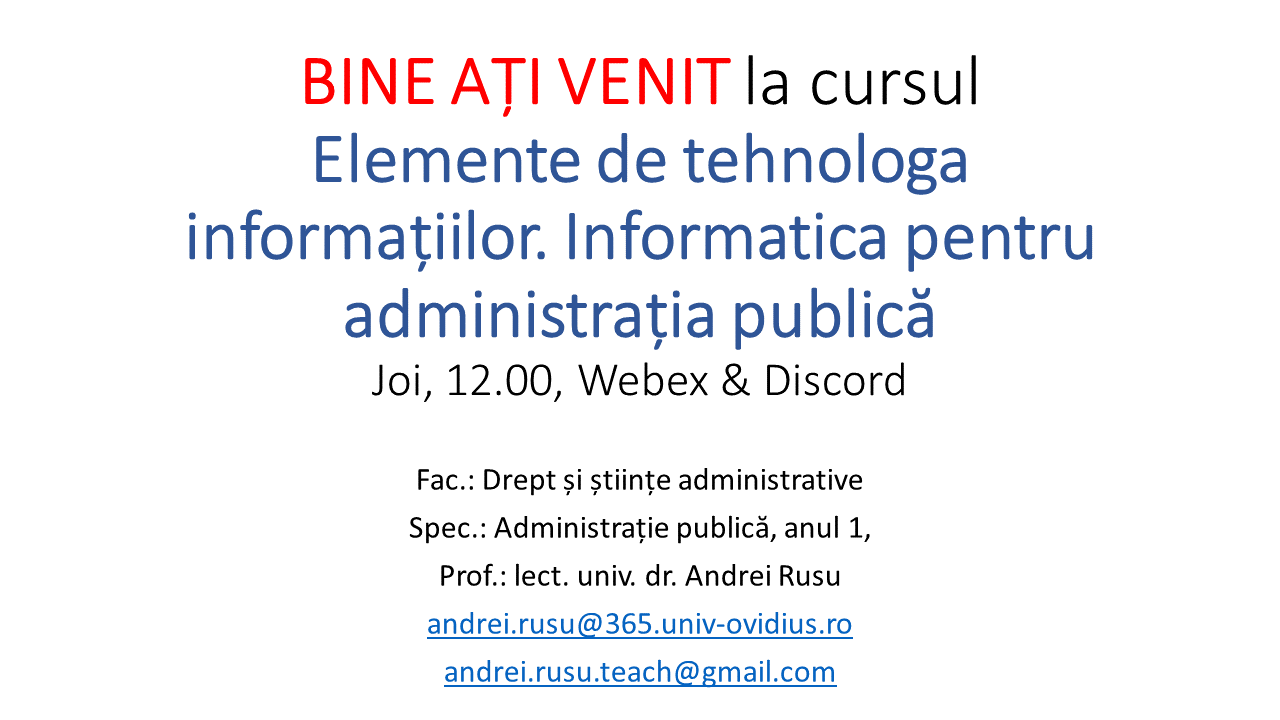 BINE AȚI VENIT la cursul
Elemente de tehnologa
informațiilor. Informatica pentru
administrația publică
Joi, 12.00, Webex & Discord
Fac.: Drept și științe administrative
Spec.: Administrație publică, anul 1,
Prof.: lect. univ. dr. Andrei Rusu
andrei.rusu@365.univ-ovidius.ro
andrei.rusu.teach@gmail.com